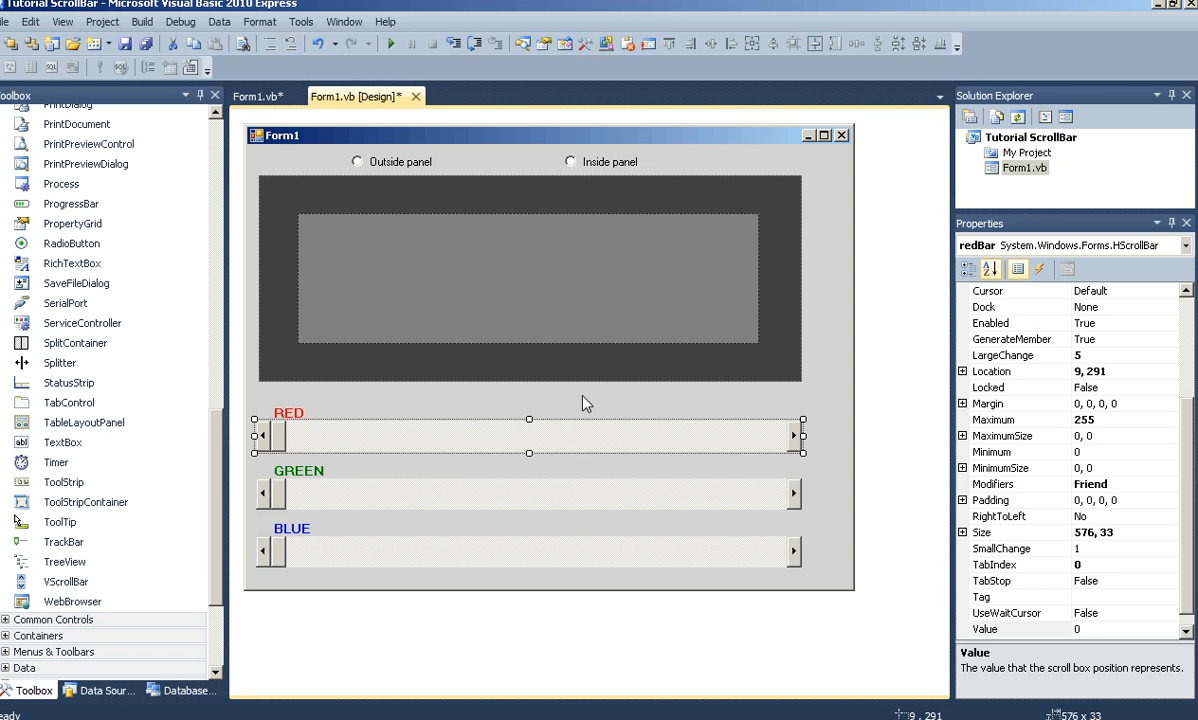 Tutorial ScrollBar - Microsoft Visual Basic 2010 Express
File Edit View Project Build Debug Data Format Tools Window Help
Toolbox
PrintDialog
PrintDocument
PrintPreviewControl
PrintPreviewDialog
Process
ProgressBar
PropertyGrid
RadioButton
RichTextBox
SaveFileDialog
SerialPort
ServiceController
SplitContainer
Splitter
StatusStrip
TabControl
TableLayoutPanel
TextBox
Timer
ToolStrip
ToolStripContainer
ToolTip
TrackBar
TreeView
VScrollBar
WebBrowser
Common Controls
Containers
Menus & Toolbars
Data
Toolbox Data Sour... Database...
Ready
Form1.vb* Form1.vb [Design]*
Form1
Outside panel Inside panel
RED
GREEN
BLUE
Solution Explorer
Tutorial ScrollBar
My Project
Form1.vb
Properties
redBar System.Windows.Forms.HScrollBar
Cursor Default
Dock None
Enabled True
GenerateMember True
LargeChange 5
Location 9, 291
Locked False
Margin 0, 0, 0, 0
Maximum 255
MaximumSize 0, 0
Minimum 0
MinimumSize 0, 0
Modifiers Friend
Padding 0, 0, 0, 0
RightToLeft No
Size 576, 33
SmallChange 1
TabIndex 0
TabStop False
Tag
UseWaitCursor False
Value 0
Value
The value that the scroll box position represents.
9 , 291 576 x 33